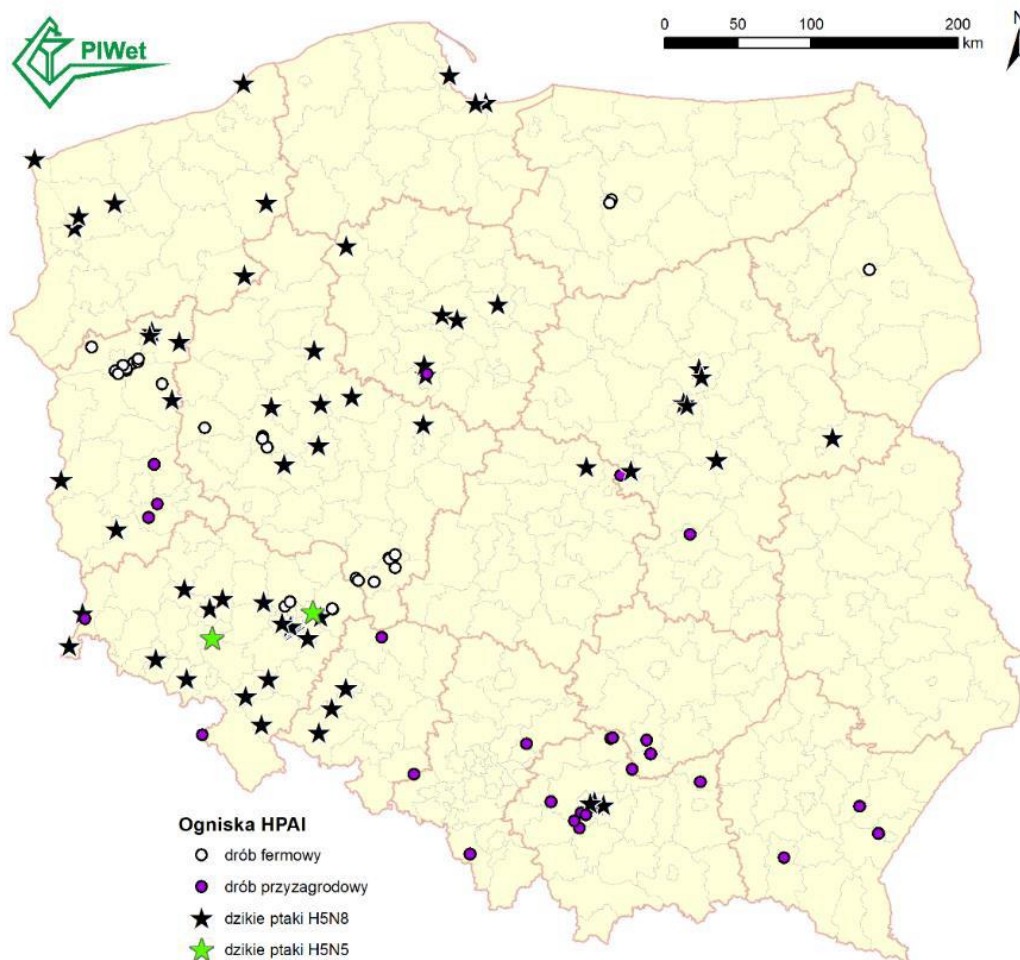 PIWet
0 50 100 200
km
N
Ogniska HPAI
drób fermowy
drób przyzagrodowy
dzikie ptaki H5N8
dzikie ptaki H5N5